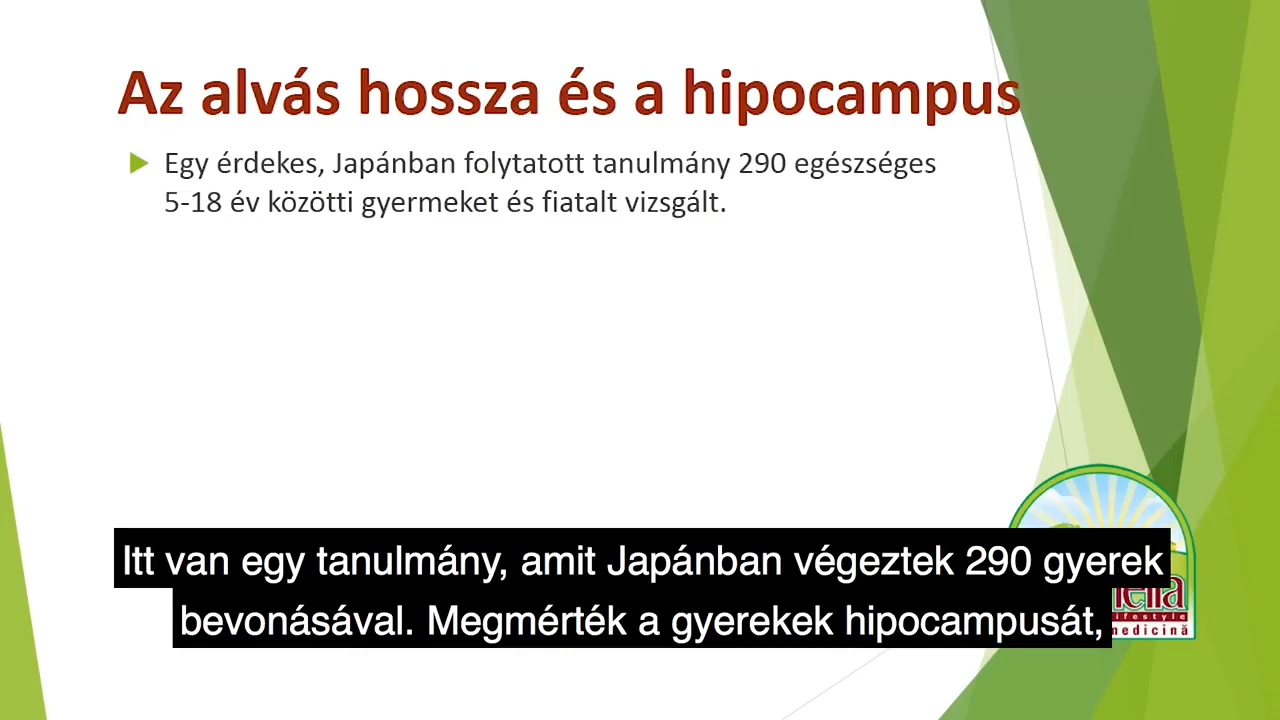 Az alvás hossza és a hipocampus
Egy érdekes, Japánban folytatott tanulmány 290 egészséges
5-18 év közötti gyermeket és fiatalt vizsgált.
Itt van egy tanulmány, amit Japánban végeztek 290 gyerek
bevonásával. Megmérték a gyerekek hipocampusát,